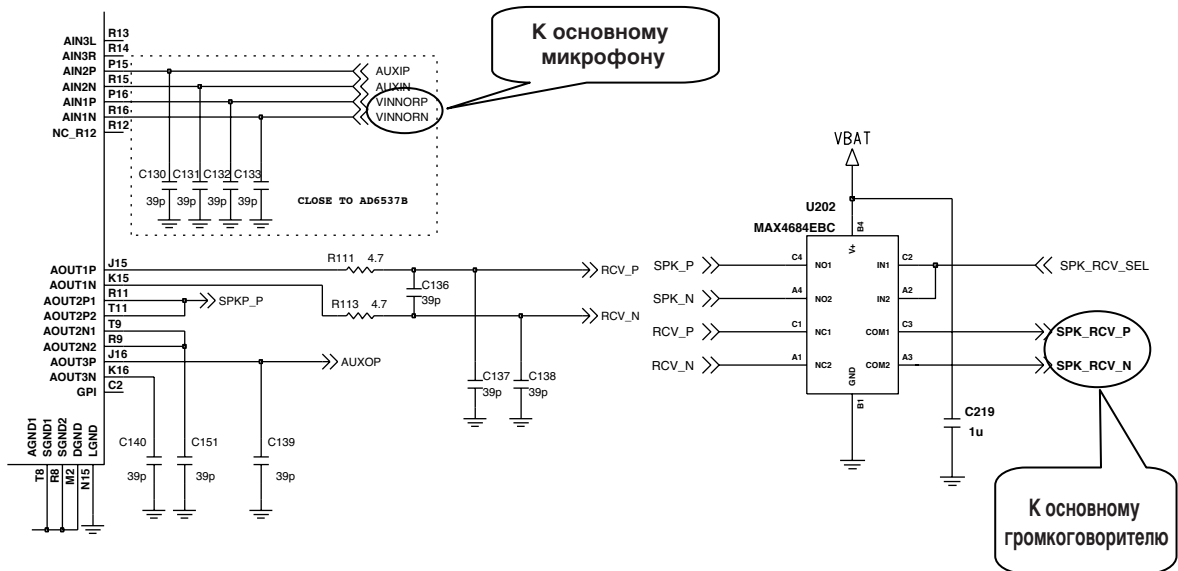 К основному
микрофону
AIN3L R13
AIN3R R14
AIN2P P15 AUXIP
AIN2N R15 AUXIN
AIN1P P16 VINNORP
AIN1N R16 VINNORN
NC_R12 R12
C130 C131 C132 C133
39p 39p 39p 39p
CLOSE TO AD6537B
AOUT1P J15 R111 4.7 RCV_P
AOUT1N K15
C136
39p
AOUT2P1 R11 SPKP_P
R113 4.7 RCV_N
AOUT2P2 T11
AOUT2N1 T9
AOUT2N2 R9
AOUT3P J16 AUXOP
AOUT3N K16
GPI C2
C137 C138
39p 39p
C140 C151 C139
39p 39p 39p
AGND1 SGND1 SGND2 DGND LGND
T8 R8 M2 N15
VBAT
U202
MAX4684EBC
B4
V+
SPK_P C4 NO1 IN1 C2 SPK_RCV_SEL
SPK_N A4 NO2 IN2 A2
RCV_P C1 NC1 COM1 C3 SPK_RCV_P
RCV_N A1 NC2 COM2 A3 SPK_RCV_N
GND
B1
C219
1u
К основному
громкоговорителю